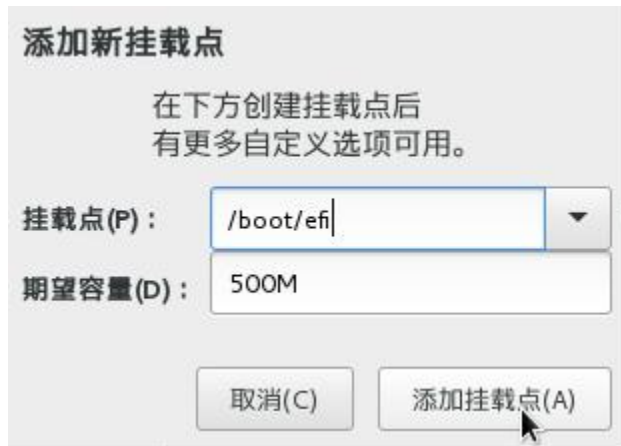 添加新挂载点
在下方创建挂载点后
有更多自定义选项可用。
挂载点(P)：
/boot/efi
期望容量(D)：
500M
取消(C)
添加挂载点(A)